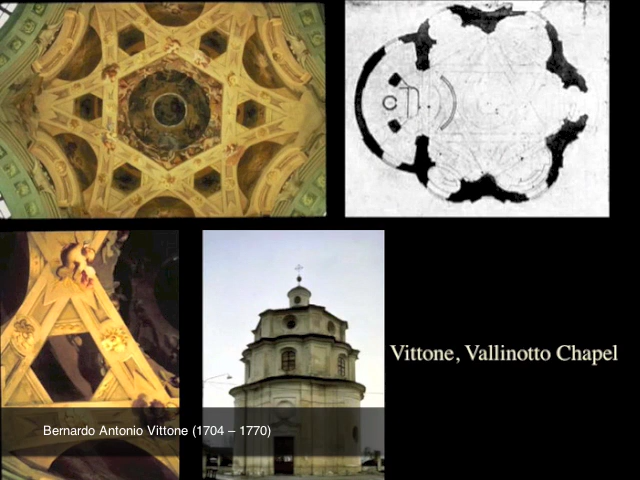 Vittone, Vallinotto Chapel
Bernardo Antonio Vittone (1704 – 1770)